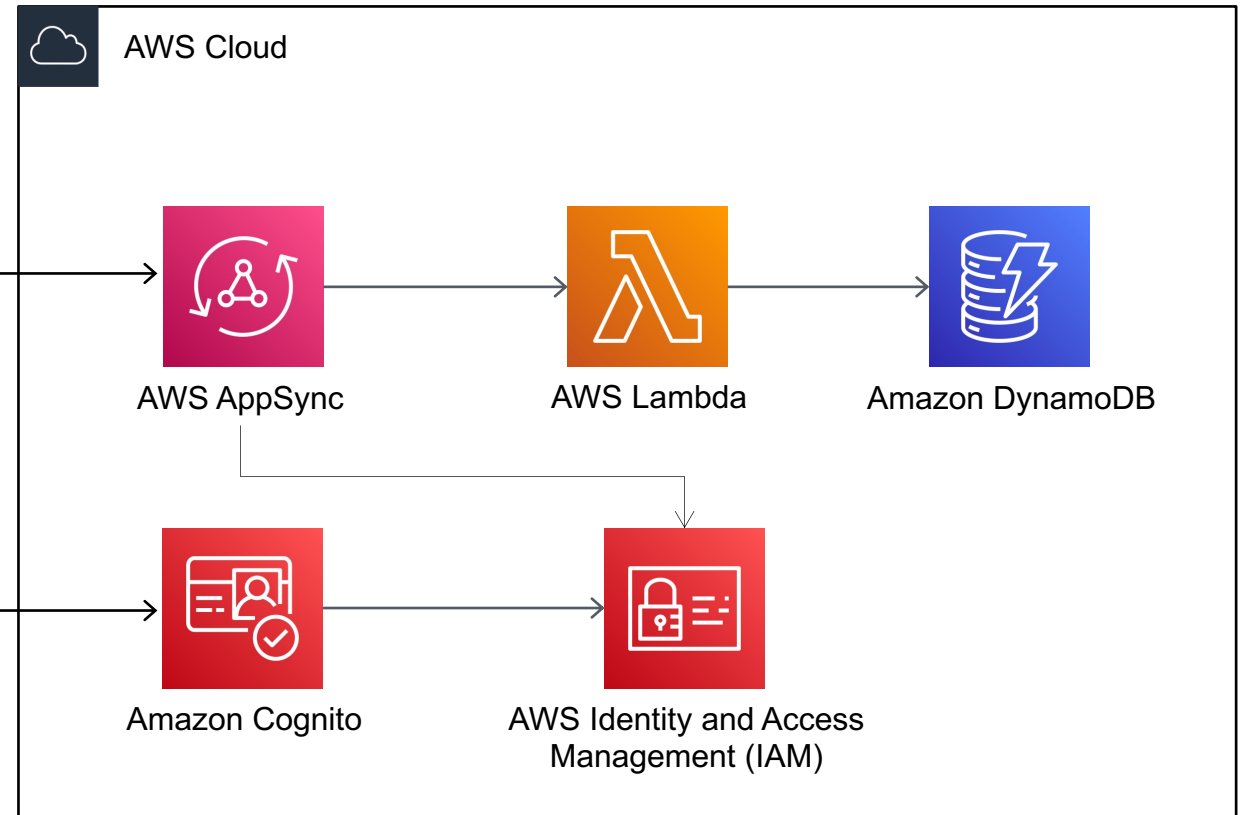 AWS Cloud
AWS AppSync
AWS Lambda
Amazon DynamoDB
Amazon Cognito
AWS Identity and Access
Management (IAM)